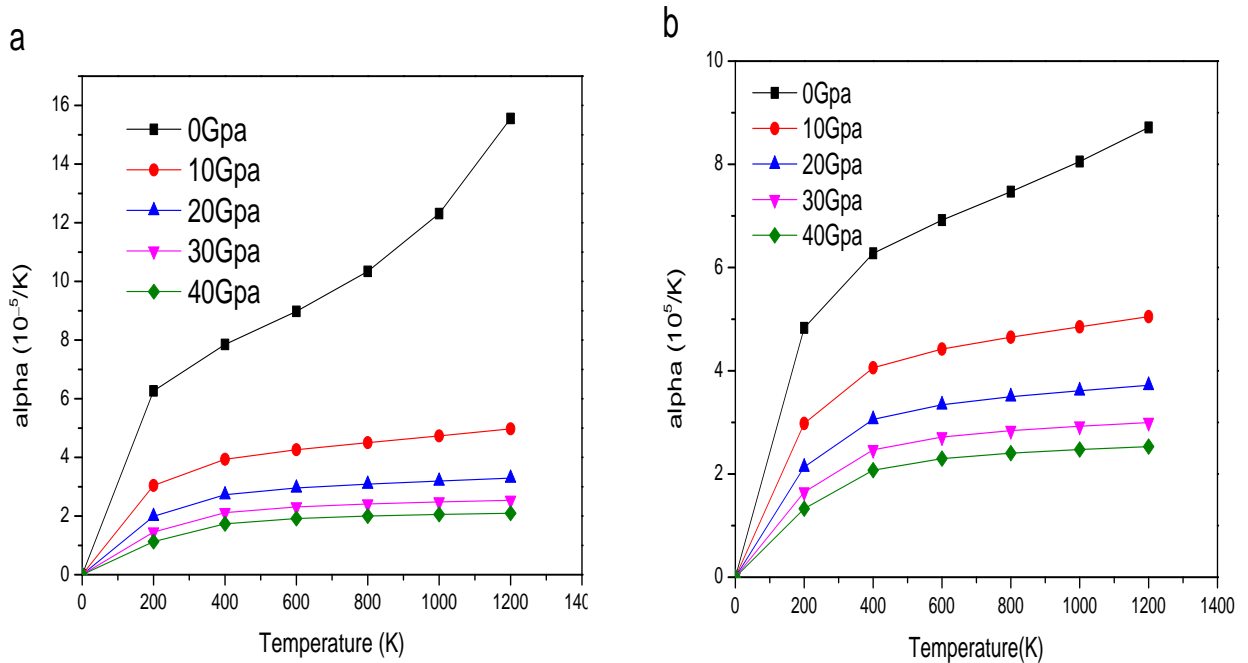 a
16
14
12
10
8
6
4
2
0
0Gpa
10Gpa
20Gpa
30Gpa
40Gpa
alpha (10⁻⁵/K)
0 200 400 600 800 1000 1200 140
Temperature (K)
b
10
8
6
4
2
0
0Gpa
10Gpa
20Gpa
30Gpa
40Gpa
alpha (10⁵/K)
0 200 400 600 800 1000 1200 1400
Temperature(K)